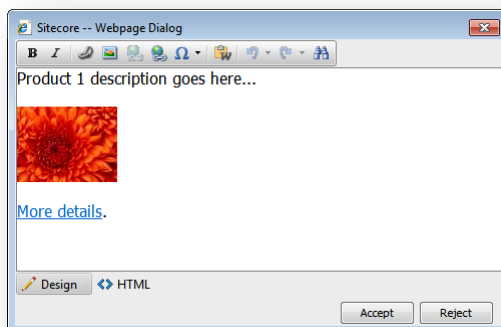 Sitecore -- Webpage Dialog
B I Ω
Product 1 description goes here...
More details.
Design HTML
Accept Reject